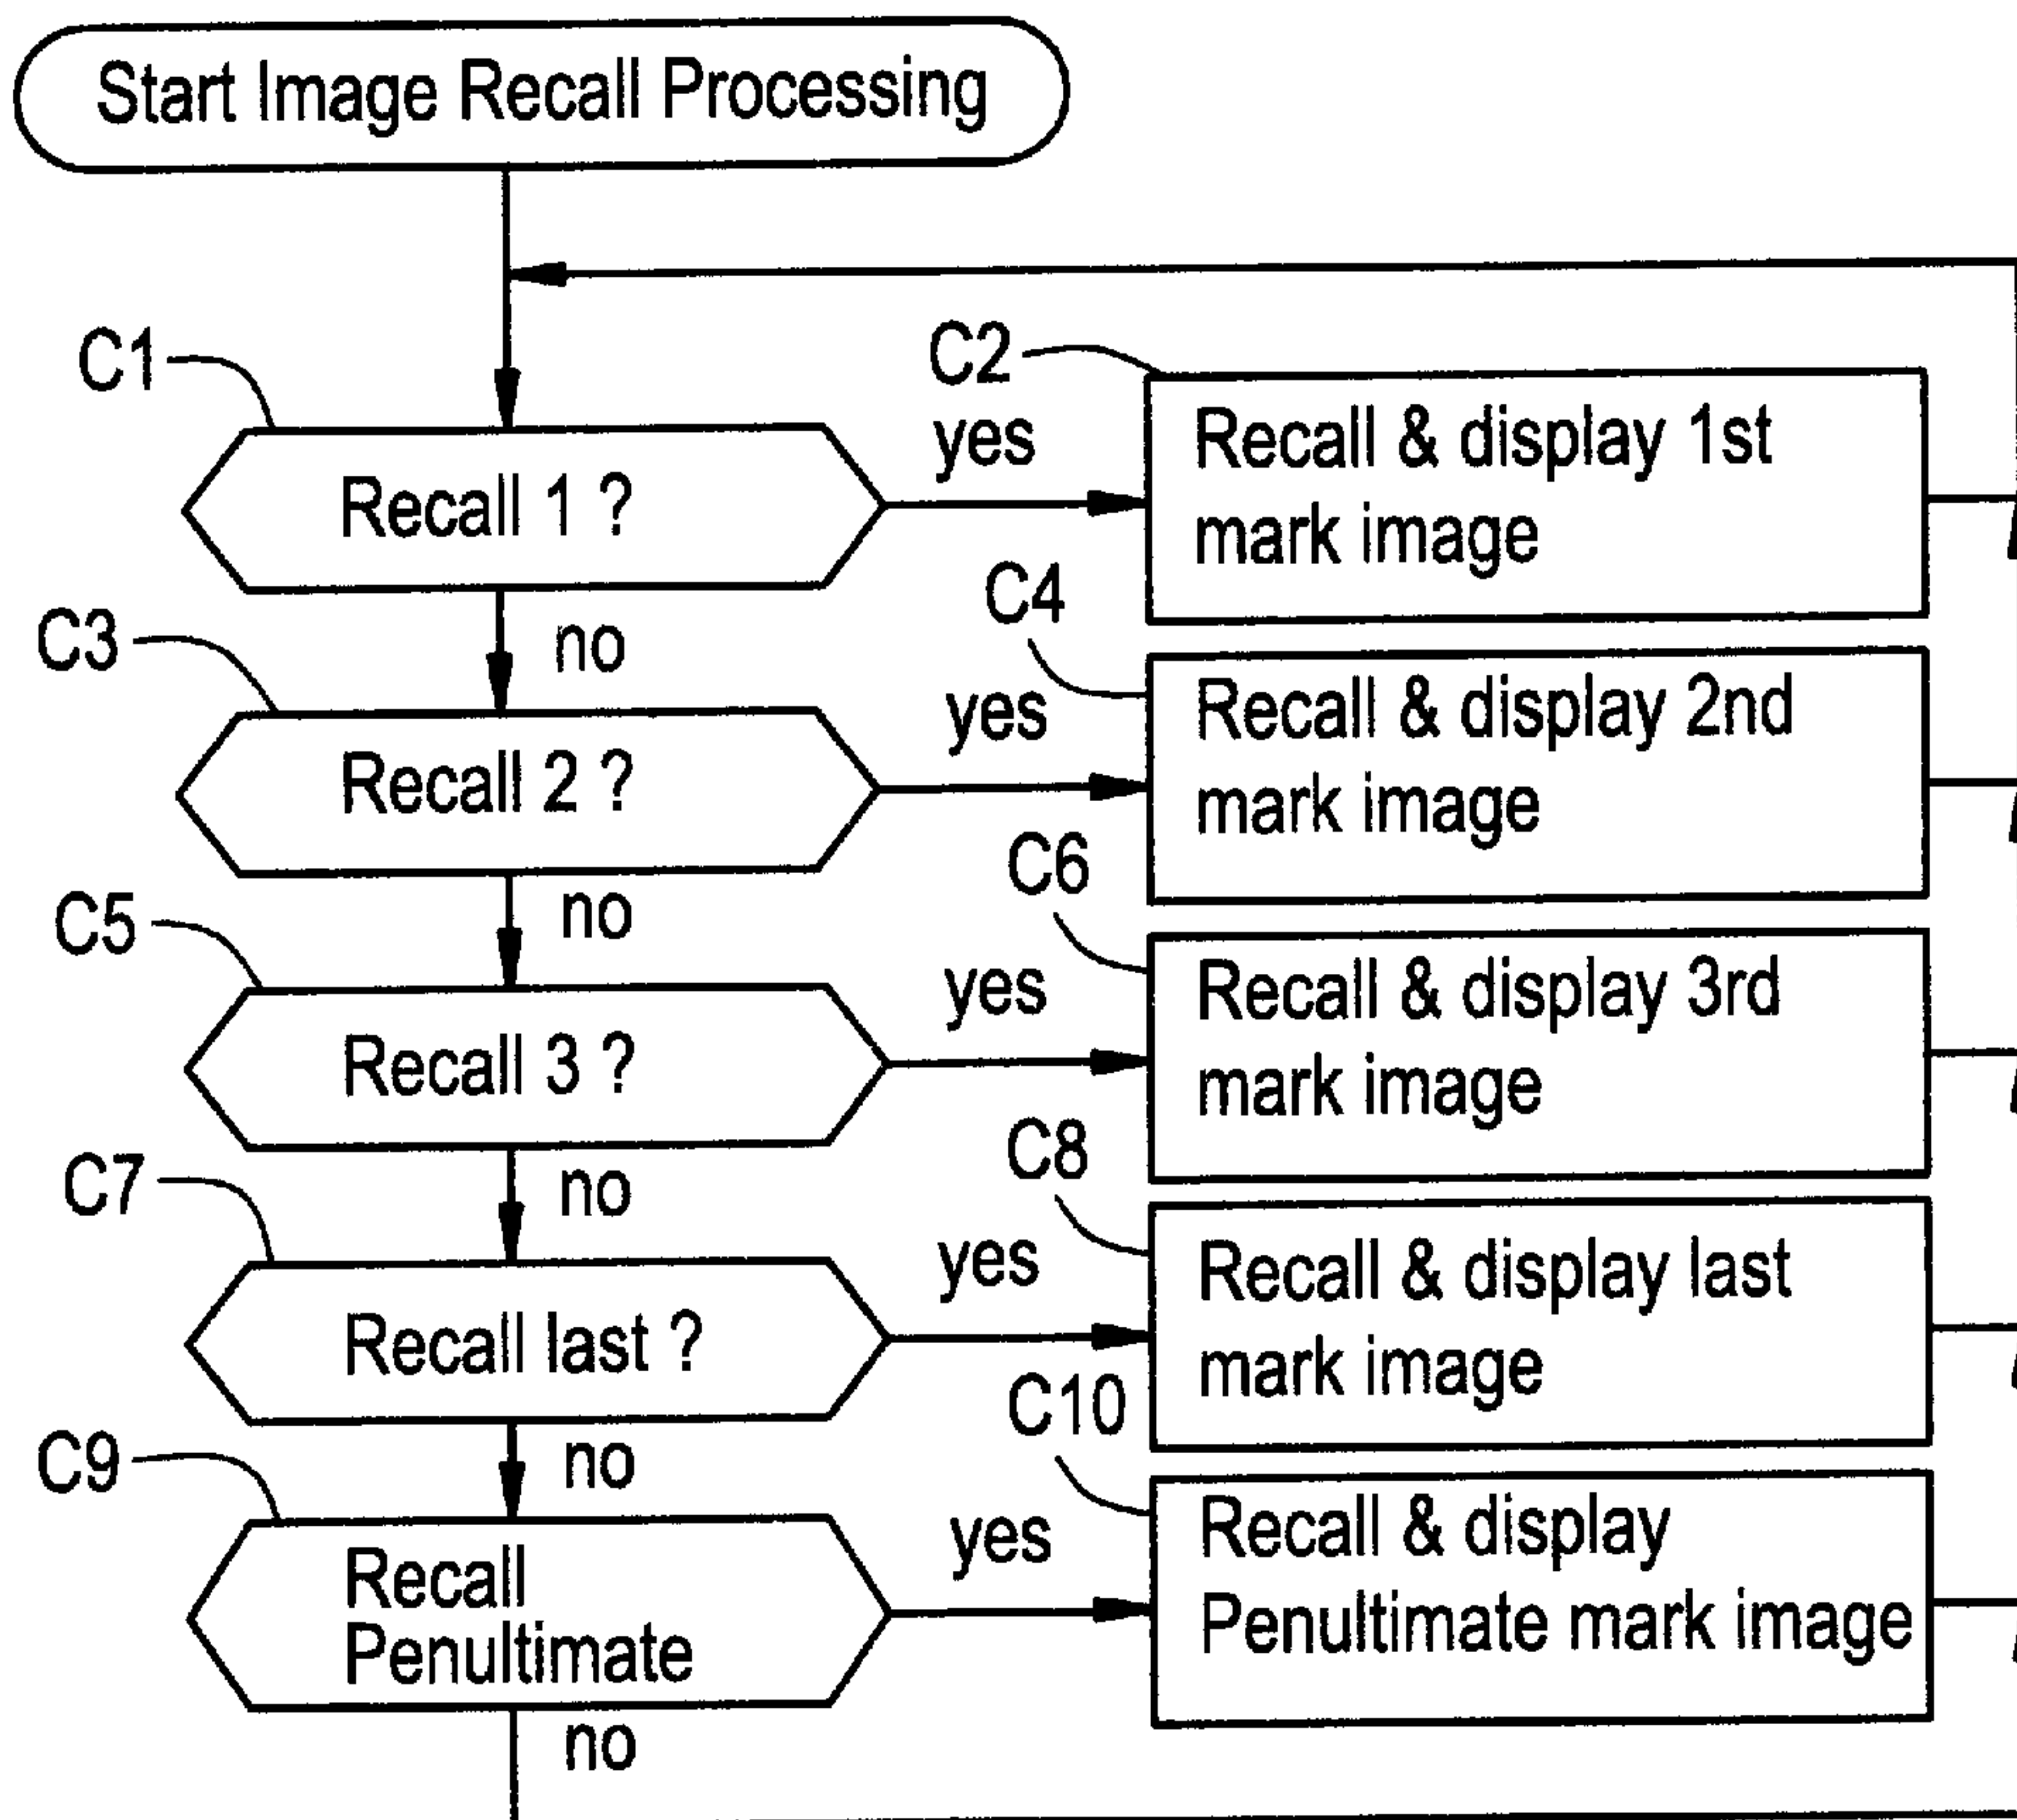 Start Image Recall Processing
C1
Recall 1 ?
yes
C2
Recall & display 1st
mark image
no
C3
Recall 2 ?
yes
C4
Recall & display 2nd
mark image
no
C5
Recall 3 ?
yes
C6
Recall & display 3rd
mark image
no
C7
Recall last ?
yes
C8
Recall & display last
mark image
no
C9
Recall
Penultimate
yes
C10
Recall & display
Penultimate mark image
no